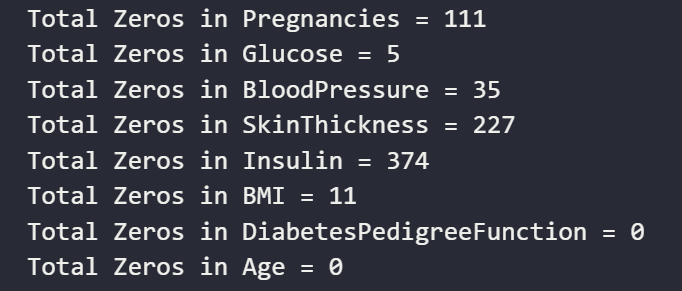 Total Zeros in Pregnancies = 111
Total Zeros in Glucose = 5
Total Zeros in BloodPressure = 35
Total Zeros in SkinThickness = 227
Total Zeros in Insulin = 374
Total Zeros in BMI = 11
Total Zeros in DiabetesPedigreeFunction = 0
Total Zeros in Age = 0